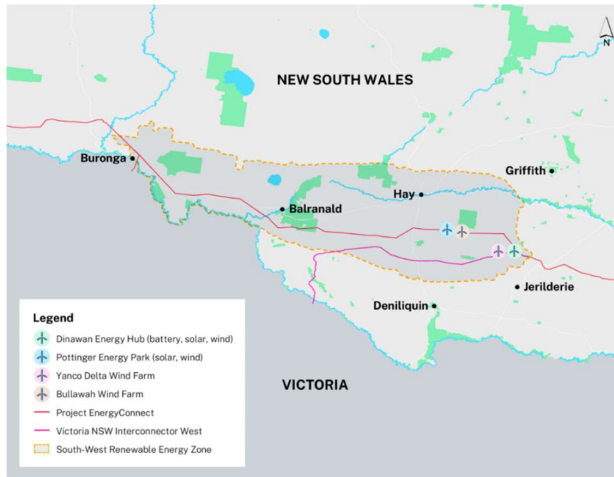 N
NEW SOUTH WALES
Buronga
Griffith
Hay
Balranald
Jerilderie
Deniliquin
VICTORIA
Legend
Dinawan Energy Hub (battery, solar, wind)
Pottinger Energy Park (solar, wind)
Yanco Delta Wind Farm
Bullawah Wind Farm
Project EnergyConnect
Victoria NSW Interconnector West
South-West Renewable Energy Zone